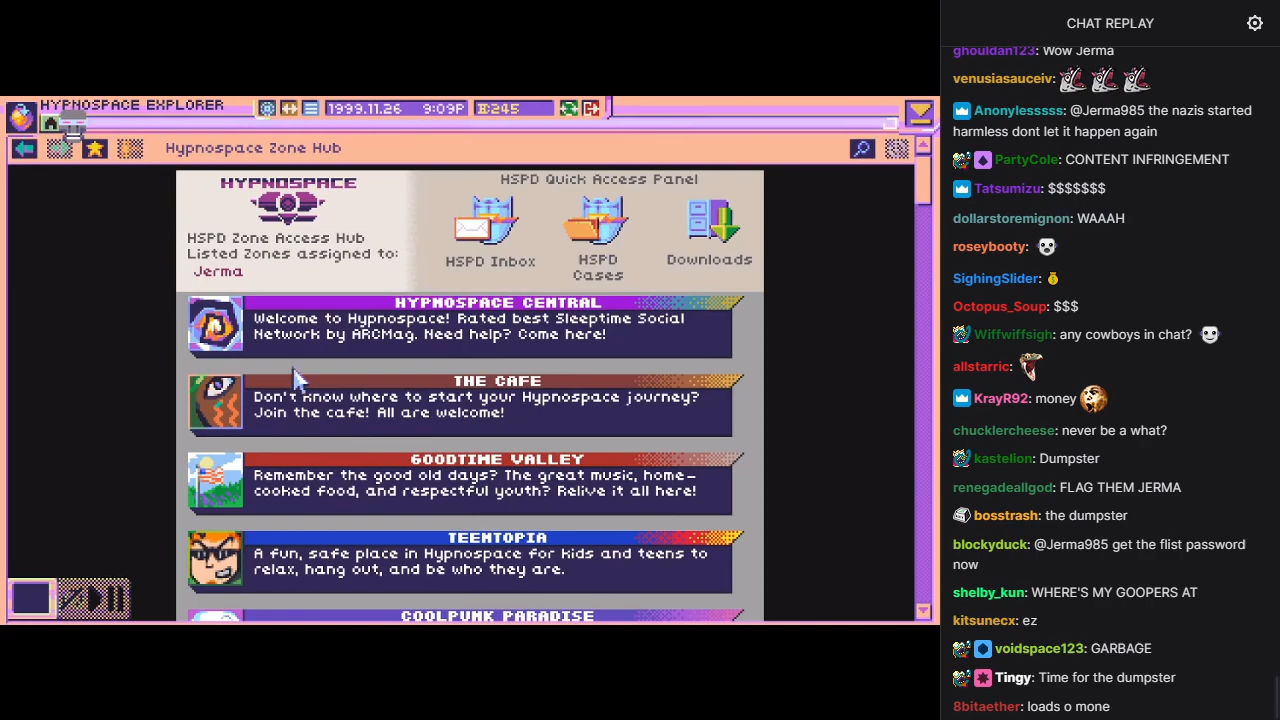 HYPNOSPACE EXPLORER
1999.11.26 9:09P
245
Hypnospace Zone Hub
HYPNOSPACE
HSPD Zone Access Hub
Listed Zones assigned to:
Jerma
HSPD Quick Access Panel
HSPD Inbox
HSPD
Cases
Downloads
HYPNOSPACE CENTRAL
Welcome to Hypnospace! Rated best Sleeptime Social
Network by ARCMag. Need help? Come here!
THE CAFE
Don't know where to start your Hypnospace journey?
Join the cafe! All are welcome!
GOODTIME VALLEY
Remember the good old days? The great music, home-
cooked food, and respectful youth? Relive it all here!
TEENTOPIA
A fun, safe place in Hypnospace for kids and teens to
relax, hang out, and be who they are.
COOLPUNK PARADISE
CHAT REPLAY
ghouldan123: Wow Jerma
venusiasauceiv:
Anonylesssss: @Jerma985 the nazis started
harmless dont let it happen again
PartyCole: CONTENT INFRINGEMENT
Tatsumizu: $$$$$$$
dollarstoremignon: WAAAH
roseybooty:
SighingSlider:
Octopus_Soup: $$$
Wiffwiffsigh: any cowboys in chat?
allstarric:
KrayR92: money
chucklercheese: never be a what?
kastelion: Dumpster
renegadeallgod: FLAG THEM JERMA
bosstrash: the dumpster
blockyduck: @Jerma985 get the flist password
now
shelby_kun: WHERE'S MY GOOPERS AT
kitsunecx: ez
voidspace123: GARBAGE
Tingy: Time for the dumpster
8bitaether: loads o mone